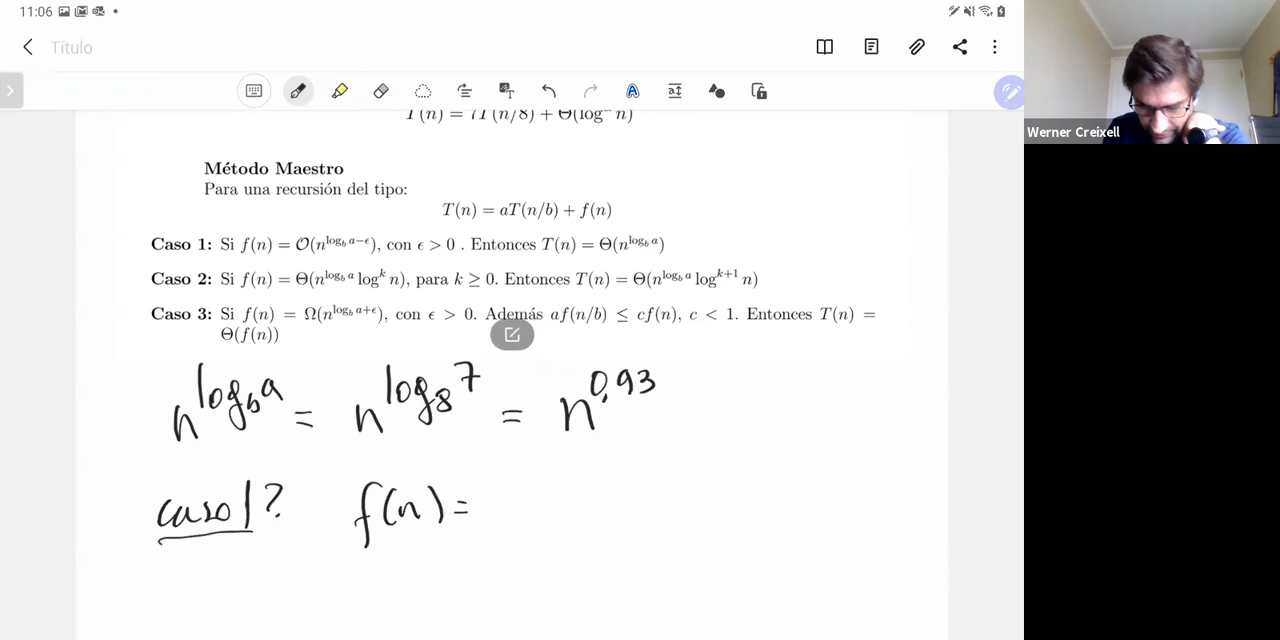 11:06
Título
Werner Creixell
Método Maestro
Para una recursión del tipo:
T(n) = aT(n/b) + f(n)
Caso 1: Si f(n) = O(n^{log_b a−ϵ}), con ϵ > 0 . Entonces T(n) = Θ(n^{log_b a})
Caso 2: Si f(n) = Θ(n^{log_b a} log^k n), para k ≥ 0. Entonces T(n) = Θ(n^{log_b a} log^{k+1} n)
Caso 3: Si f(n) = Ω(n^{log_b a+ϵ}), con ϵ > 0. Además af(n/b) ≤ cf(n), c < 1. Entonces T(n) =
Θ(f(n))
n^{log_b a} = n^{log_8 7} = n^{0.93}
caso 1? f(n) =